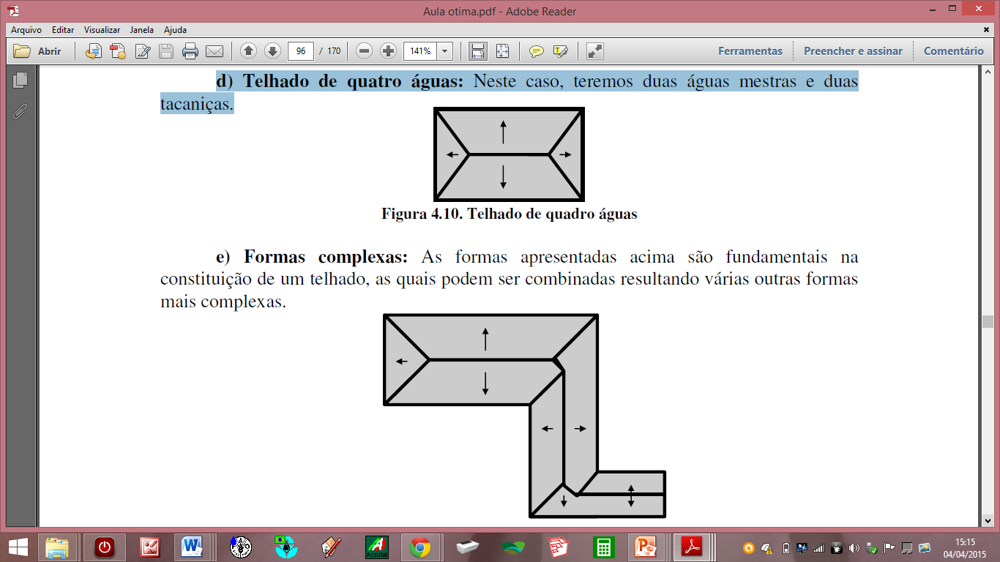 Aula otima.pdf - Adobe Reader
Arquivo Editar Visualizar Janela Ajuda
Abrir 96 / 170 141% Ferramentas Preencher e assinar Comentário
d) Telhado de quatro águas: Neste caso, teremos duas águas mestras e duas
tacaniças.
Figura 4.10. Telhado de quadro águas
e) Formas complexas: As formas apresentadas acima são fundamentais na
constituição de um telhado, as quais podem ser combinadas resultando várias outras formas
mais complexas.
15:15
04/04/2015